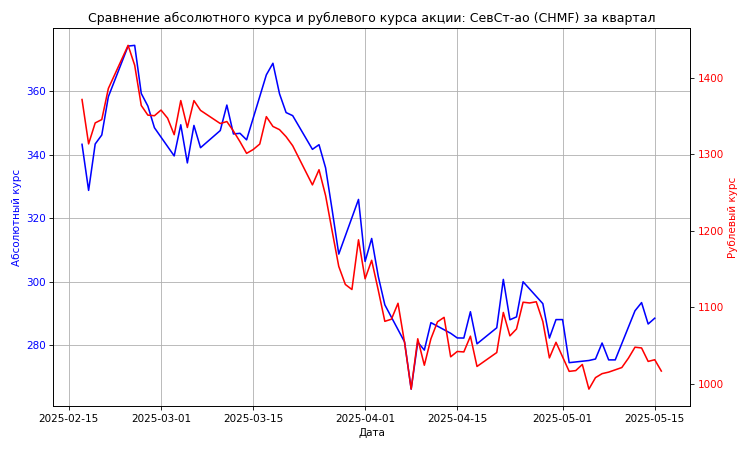 Сравнение абсолютного курса и рублевого курса акции: СевСт-ао (CHMF) за квартал
Абсолютный курс
360
340
320
300
280
1400
1300
1200
1100
1000
Рублевый курс
2025-02-15 2025-03-01 2025-03-15 2025-04-01 2025-04-15 2025-05-01 2025-05-15
Дата